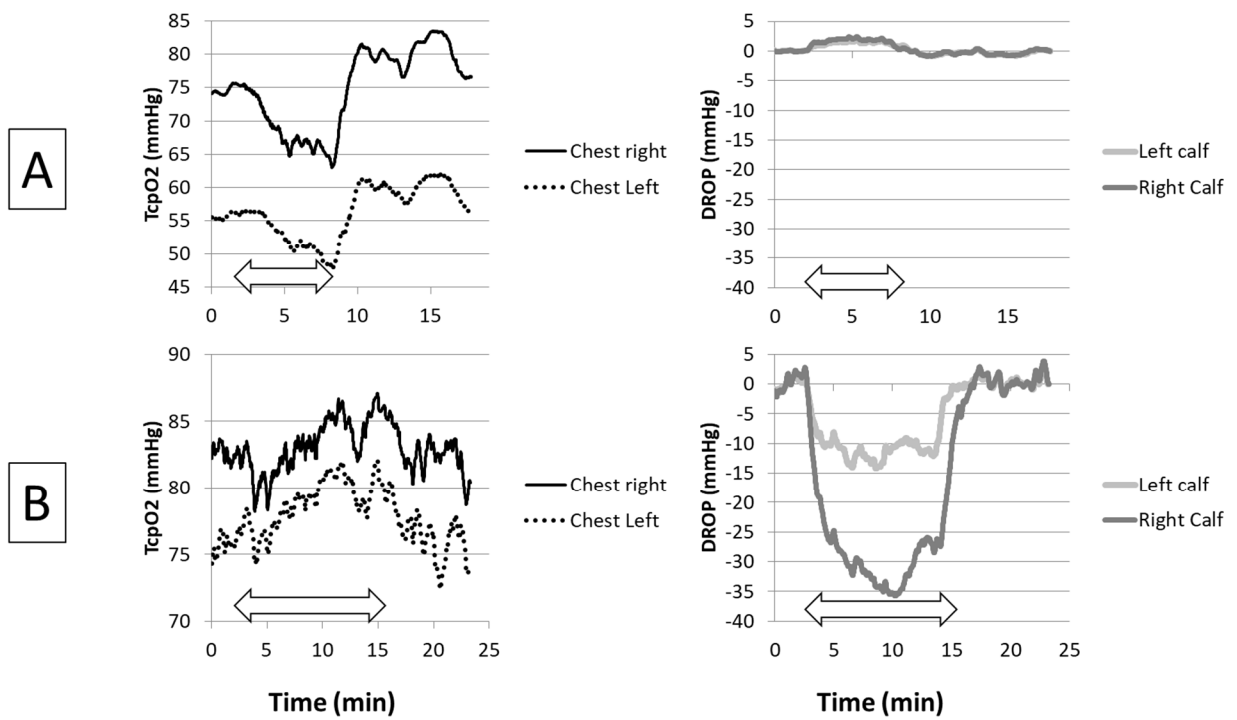 A
TcpO2 (mmHg)
85
80
75
70
65
60
55
50
45
0 5 10 15
Chest right
Chest Left
DROP (mmHg)
5
0
-5
-10
-15
-20
-25
-30
-35
-40
0 5 10 15
Left calf
Right Calf
B
TcpO2 (mmHg)
90
85
80
75
70
0 5 10 15 20 25
Time (min)
Chest right
Chest Left
DROP (mmHg)
5
0
-5
-10
-15
-20
-25
-30
-35
-40
0 5 10 15 20 25
Time (min)
Left calf
Right Calf